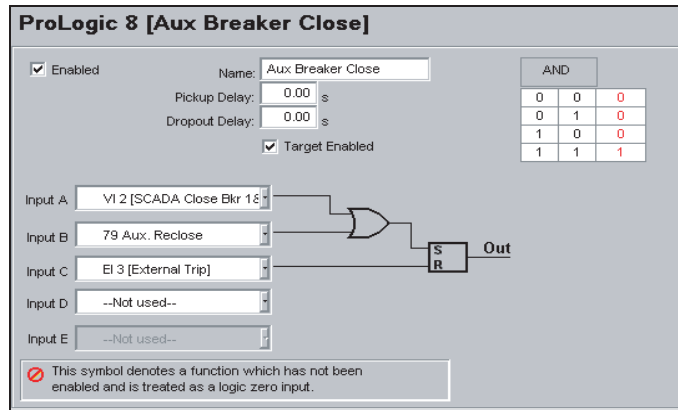 ProLogic 8 [Aux Breaker Close]
Enabled
Name: Aux Breaker Close
Pickup Delay: 0.00 s
Dropout Delay: 0.00 s
Target Enabled
AND
0 0 0
0 1 0
1 0 0
1 1 1
Input A VI 2 [SCADA Close Bkr 1&
Input B 79 Aux. Reclose
Input C EI 3 [External Trip]
Input D --Not used--
Input E --Not used--
S
R
Out
This symbol denotes a function which has not been
enabled and is treated as a logic zero input.